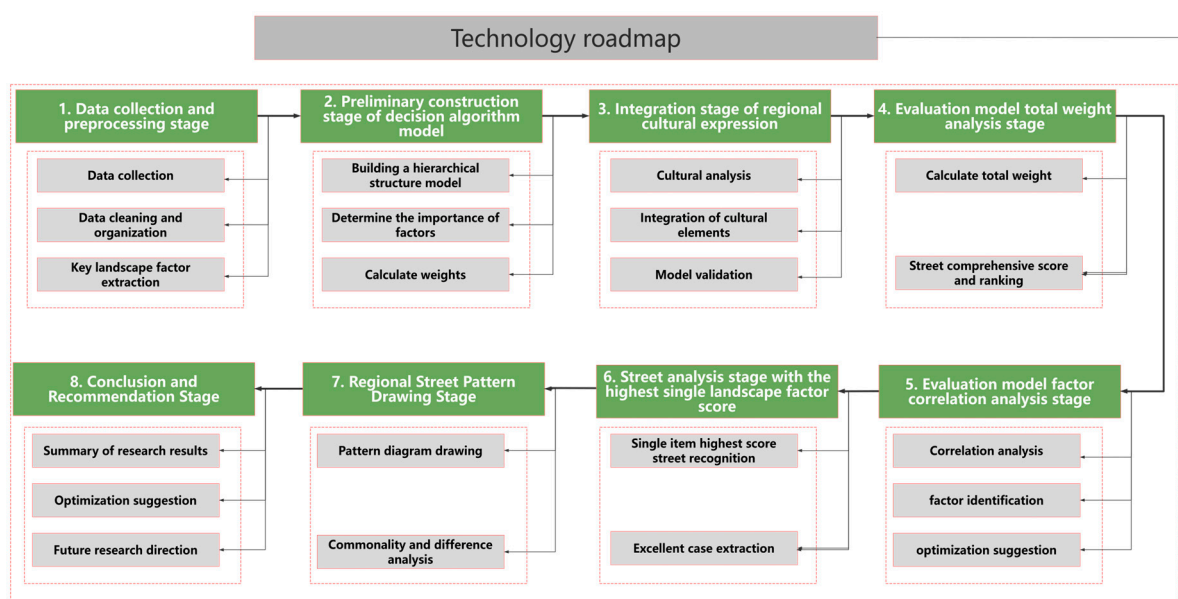 Technology roadmap
1. Data collection and
preprocessing stage
Data collection
Data cleaning and
organization
Key landscape factor
extraction
2. Preliminary construction
stage of decision algorithm
model
Building a hierarchical
structure model
Determine the importance of
factors
Calculate weights
3. Integration stage of regional
cultural expression
Cultural analysis
Integration of cultural
elements
Model validation
4. Evaluation model total weight
analysis stage
Calculate total weight
Street comprehensive score
and ranking
5. Evaluation model factor
correlation analysis stage
Correlation analysis
factor identification
optimization suggestion
6. Street analysis stage with the
highest single landscape factor
score
Single item highest score
street recognition
Excellent case extraction
7. Regional Street Pattern
Drawing Stage
Pattern diagram drawing
Commonality and difference
analysis
8. Conclusion and
Recommendation Stage
Summary of research results
Optimization suggestion
Future research direction